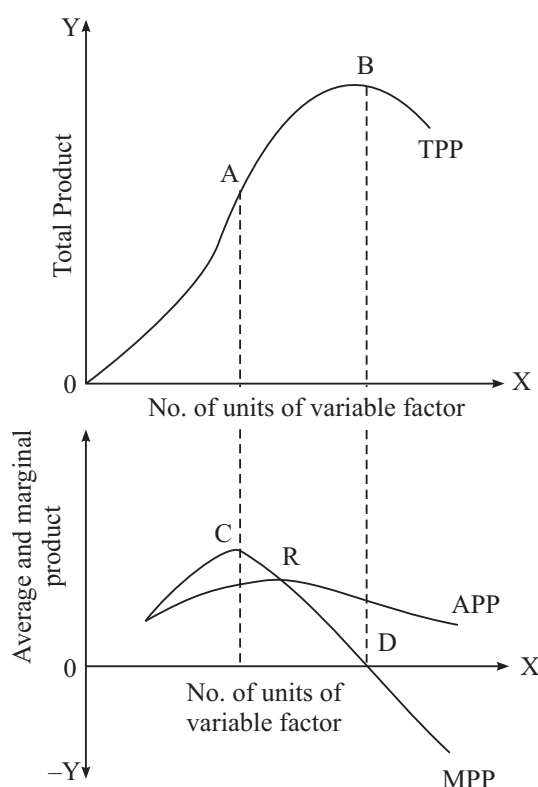 Y
B
A
TPP
Total Product
0
X
No. of units of variable factor
Average and marginal
product
C
R
APP
D
0
X
No. of units of
variable factor
–Y
MPP